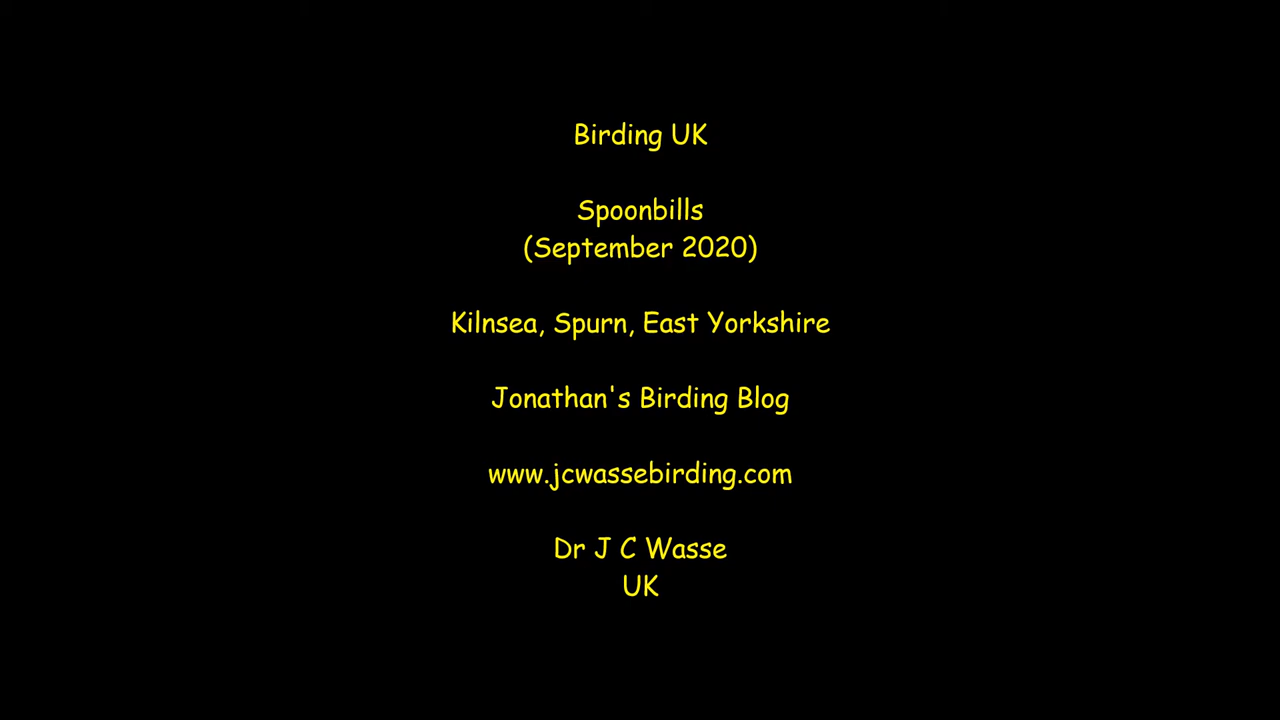 Birding UK
Spoonbills
(September 2020)
Kilnsea, Spurn, East Yorkshire
Jonathan's Birding Blog
www.jcwassebirding.com
Dr J C Wasse
UK